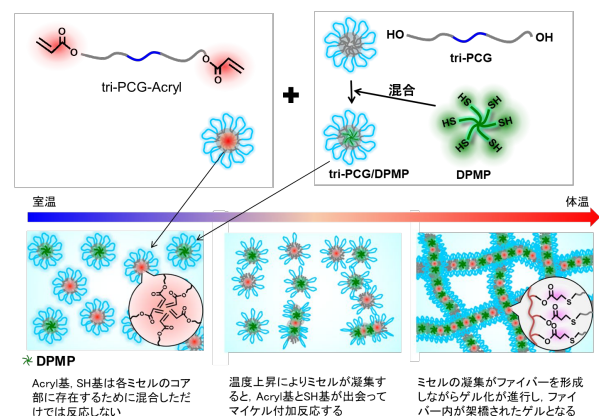 O
O
O
O
tri-PCG-Acryl
+
HO
OH
tri-PCG
混合
HS
SH
HS
SH
HS
SH
tri-PCG/DPMP
DPMP
室温
体温
DPMP
Acryl基, SH基は各ミセルのコア
部に存在するために混合しただ
けでは反応しない
温度上昇によりミセルが凝集す
ると, Acryl基とSH基が出会って
マイケル付加反応する
ミセルの凝集がファイバーを形成
しながらゲル化が進行し, ファイ
バー内が架橋されたゲルとなる